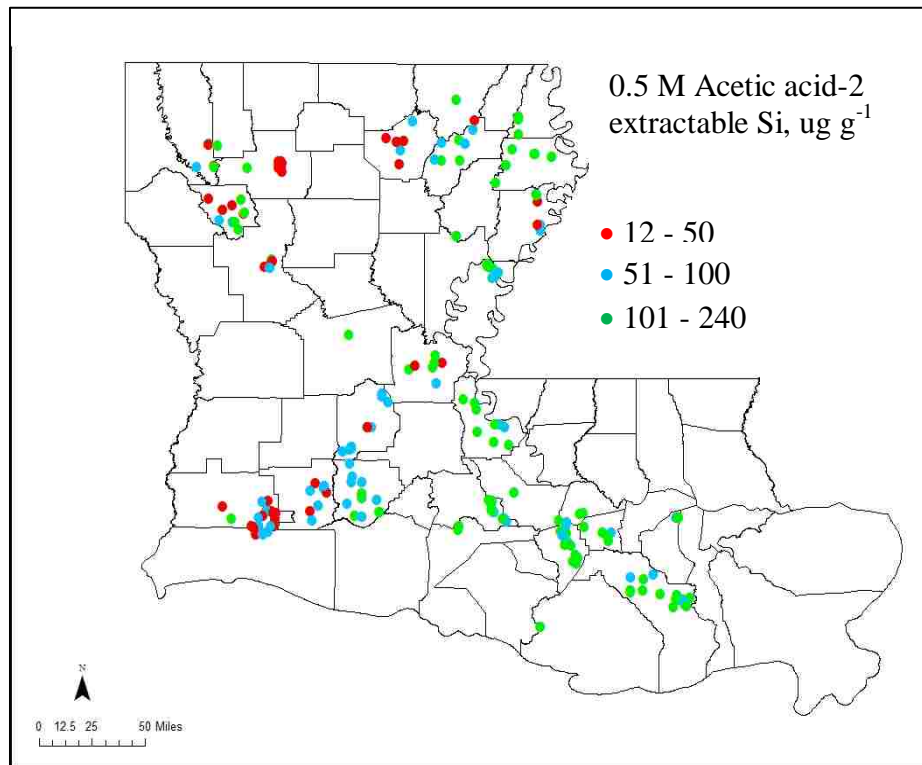 0.5 M Acetic acid-2
extractable Si, ug g-1
12 - 50
51 - 100
101 - 240
N
0 12.5 25 50 Miles